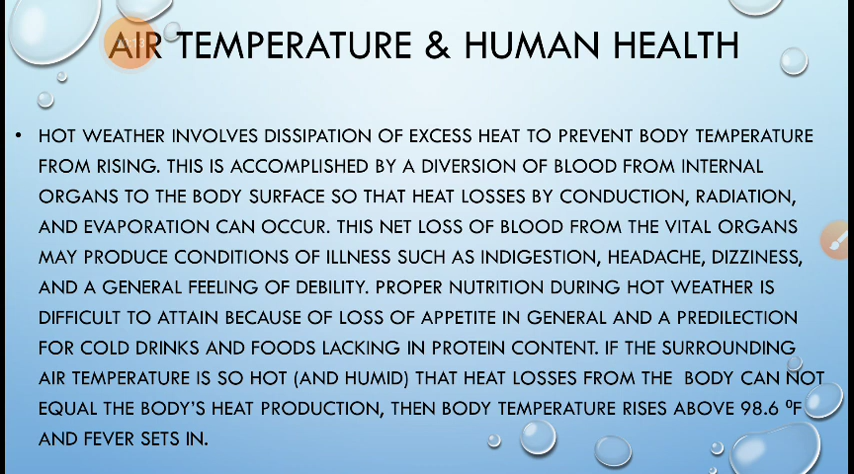 AIR TEMPERATURE & HUMAN HEALTH
• HOT WEATHER INVOLVES DISSIPATION OF EXCESS HEAT TO PREVENT BODY TEMPERATURE
FROM RISING. THIS IS ACCOMPLISHED BY A DIVERSION OF BLOOD FROM INTERNAL
ORGANS TO THE BODY SURFACE SO THAT HEAT LOSSES BY CONDUCTION, RADIATION,
AND EVAPORATION CAN OCCUR. THIS NET LOSS OF BLOOD FROM THE VITAL ORGANS
MAY PRODUCE CONDITIONS OF ILLNESS SUCH AS INDIGESTION, HEADACHE, DIZZINESS,
AND A GENERAL FEELING OF DEBILITY. PROPER NUTRITION DURING HOT WEATHER IS
DIFFICULT TO ATTAIN BECAUSE OF LOSS OF APPETITE IN GENERAL AND A PREDILECTION
FOR COLD DRINKS AND FOODS LACKING IN PROTEIN CONTENT. IF THE SURROUNDING
AIR TEMPERATURE IS SO HOT (AND HUMID) THAT HEAT LOSSES FROM THE BODY CAN NOT
EQUAL THE BODY'S HEAT PRODUCTION, THEN BODY TEMPERATURE RISES ABOVE 98.6 ⁰F
AND FEVER SETS IN.